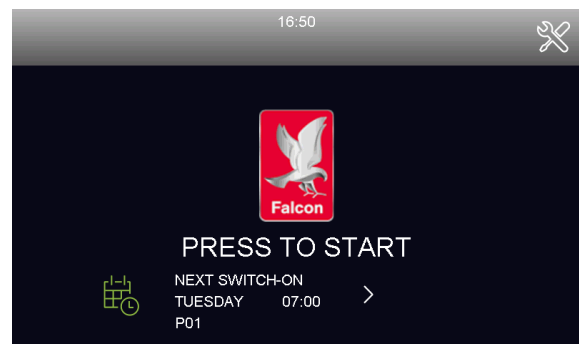 16:50
Falcon
PRESS TO START
NEXT SWITCH-ON
TUESDAY 07:00
P01